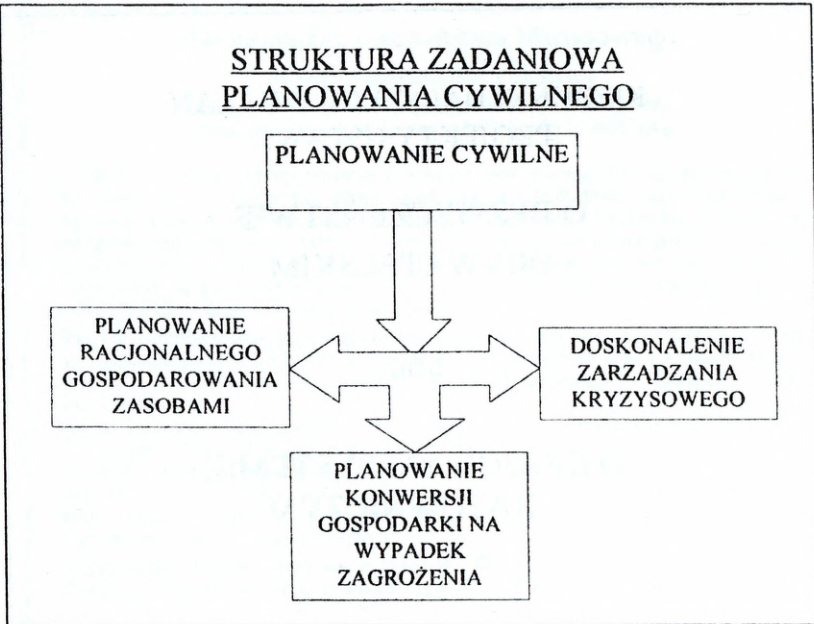 STRUKTURA ZADANIOWA
PLANOWANIA CYWILNEGO
PLANOWANIE CYWILNE
PLANOWANIE
RACJONALNEGO
GOSPODAROWANIA
ZASOBAMI
DOSKONALENIE
ZARZĄDZANIA
KRYZYSOWEGO
PLANOWANIE
KONWERSJI
GOSPODARKI NA
WYPADEK
ZAGROŻENIA